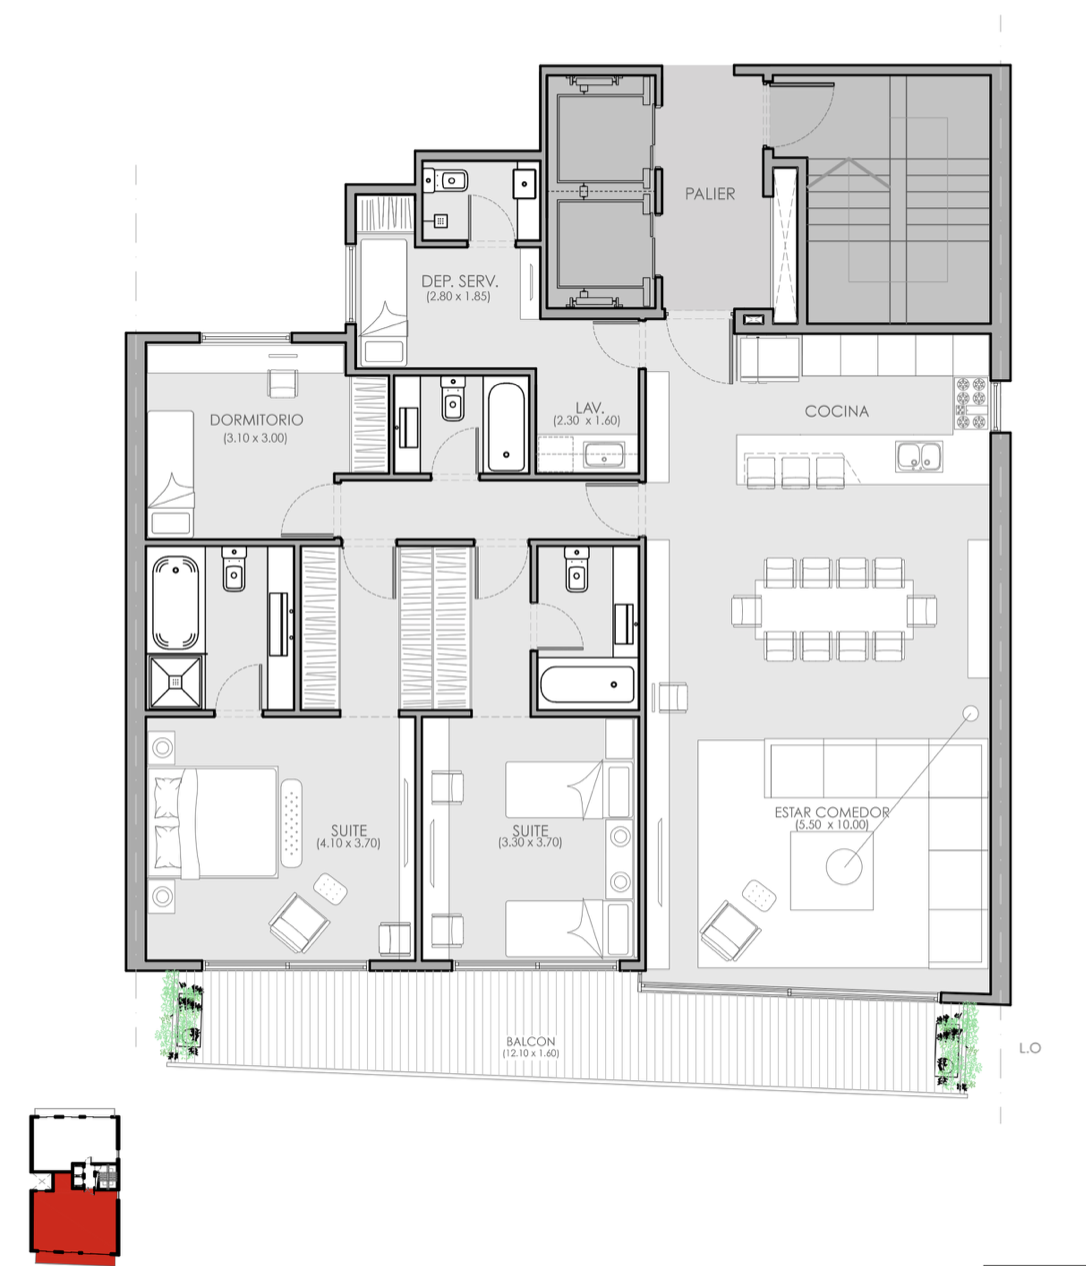 PALIER
DEP. SERV.
(2.80 x 1.85)
DORMITORIO
(3.10 x 3.00)
LAV.
(2.30 x 1.60)
COCINA
ESTAR COMEDOR
(5.50 x 10.00)
SUITE
(4.10 x 3.70)
SUITE
(3.30 x 3.70)
BALCON
(12.10 x 1.60)
L.O